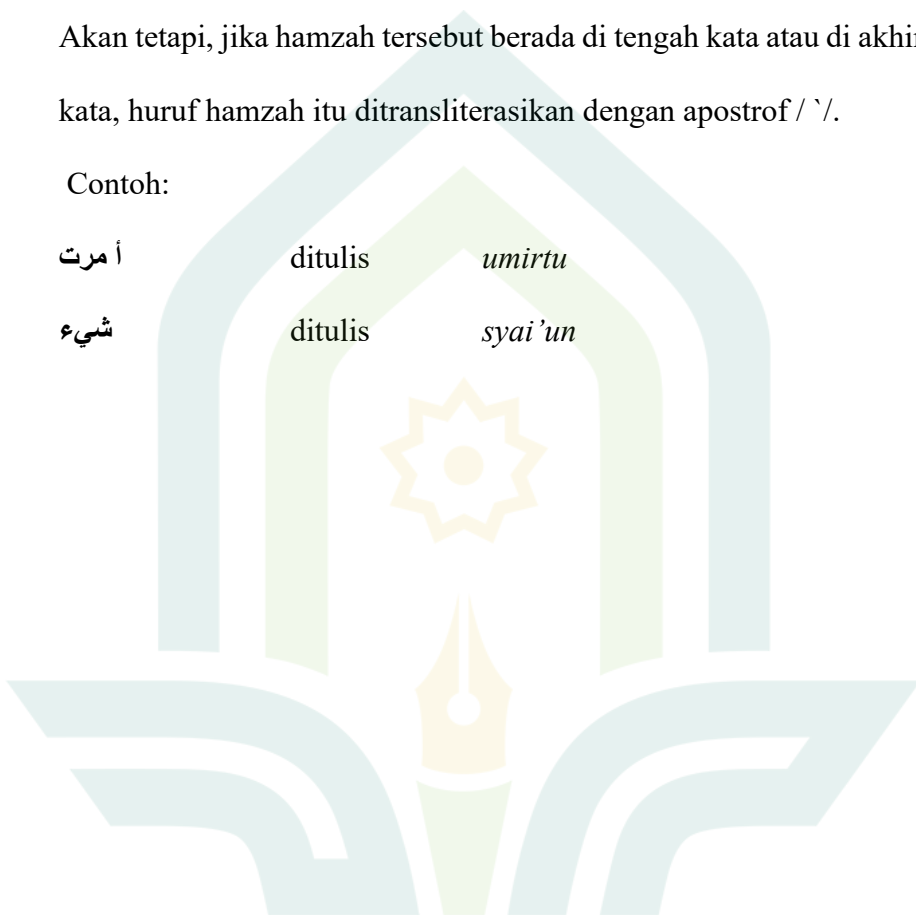 Akan tetapi, jika hamzah tersebut berada di tengah kata atau di akhir
kata, huruf hamzah itu ditransliterasikan dengan apostrof / `/.
Contoh:
أ مرت ditulis umirtu
شيء ditulis syai’un